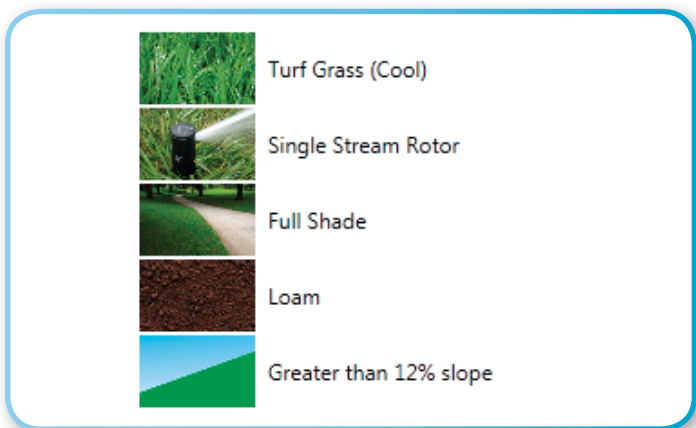 Turf Grass (Cool)
Single Stream Rotor
Full Shade
Loam
Greater than 12% slope